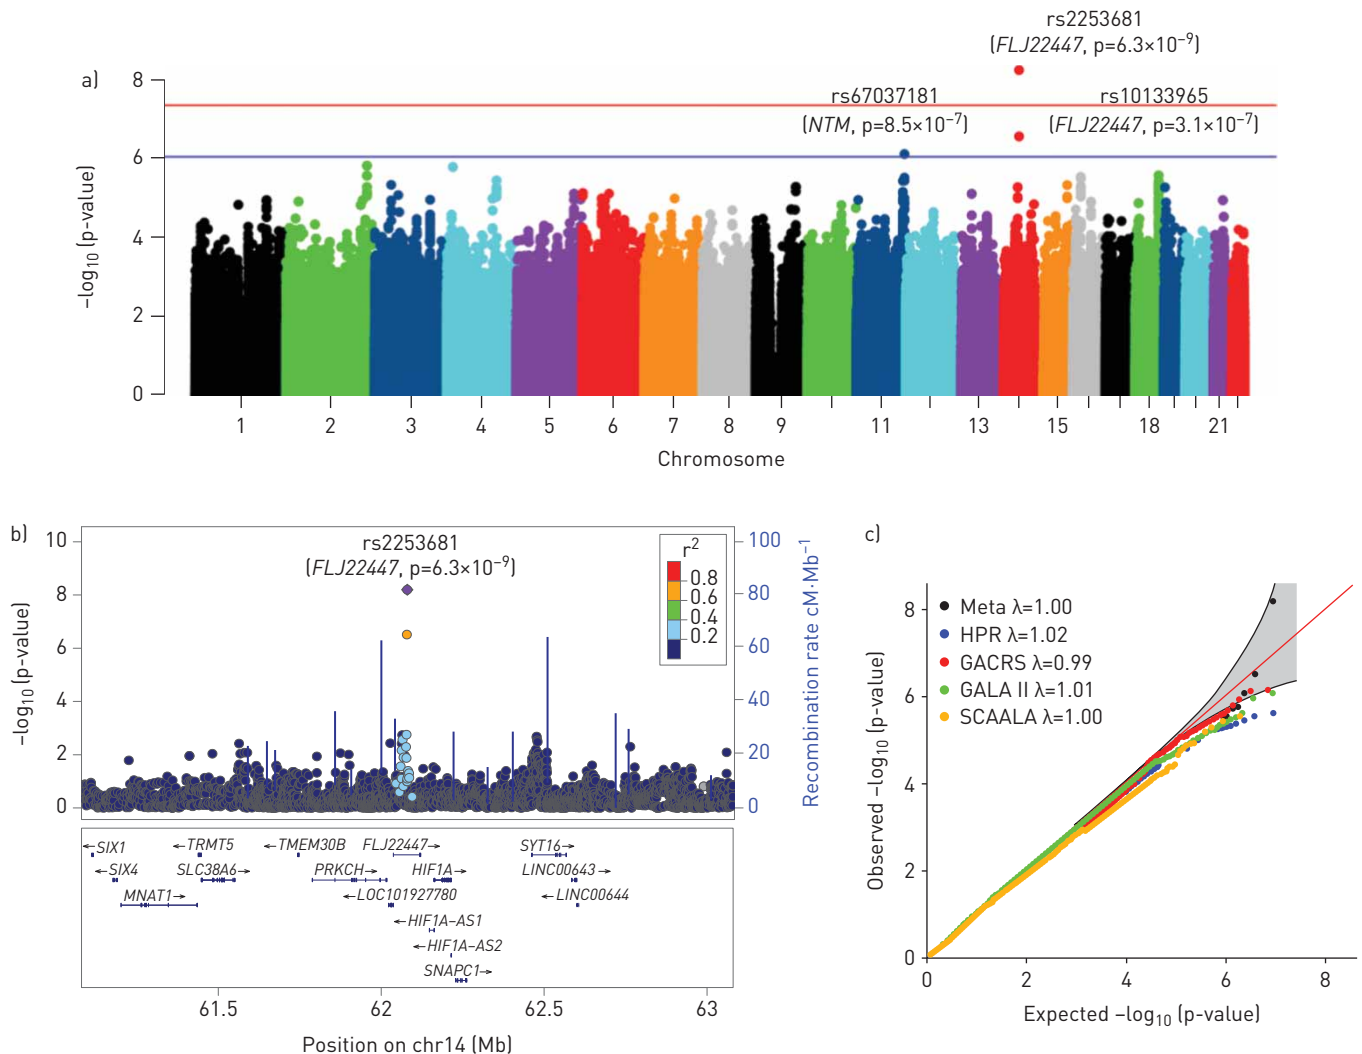 a)
rs2253681
(FLJ22447, p=6.3×10⁻⁹)
rs67037181
(NTM, p=8.5×10⁻⁷)
rs10133965
(FLJ22447, p=3.1×10⁻⁷)
8
6
4
2
0
–log₁₀ (p-value)
1 2 3 4 5 6 7 8 9 11 13 15 18 21
Chromosome
b)
rs2253681
(FLJ22447, p=6.3×10⁻⁹)
r²
0.8
0.6
0.4
0.2
10
8
6
4
2
0
–log₁₀ (p-value)
100
80
60
40
20
0
Recombination rate cM·Mb⁻¹
←SIX1 ←TRMT5 ←TMEM30B FLJ22447→ SYT16→
←SIX4 SLC38A6→ PRKCH→ HIF1A→ LINC00643→
MNAT1→ ←LOC101927780 ←LINC00644
←HIF1A–AS1
←HIF1A–AS2
SNAPC1→
61.5 62 62.5 63
Position on chr14 (Mb)
c)
Meta λ=1.00
HPR λ=1.02
GACRS λ=0.99
GALA II λ=1.01
SCAALA λ=1.00
8
6
4
2
0
Observed –log₁₀ (p-value)
0 2 4 6 8
Expected –log₁₀ (p-value)